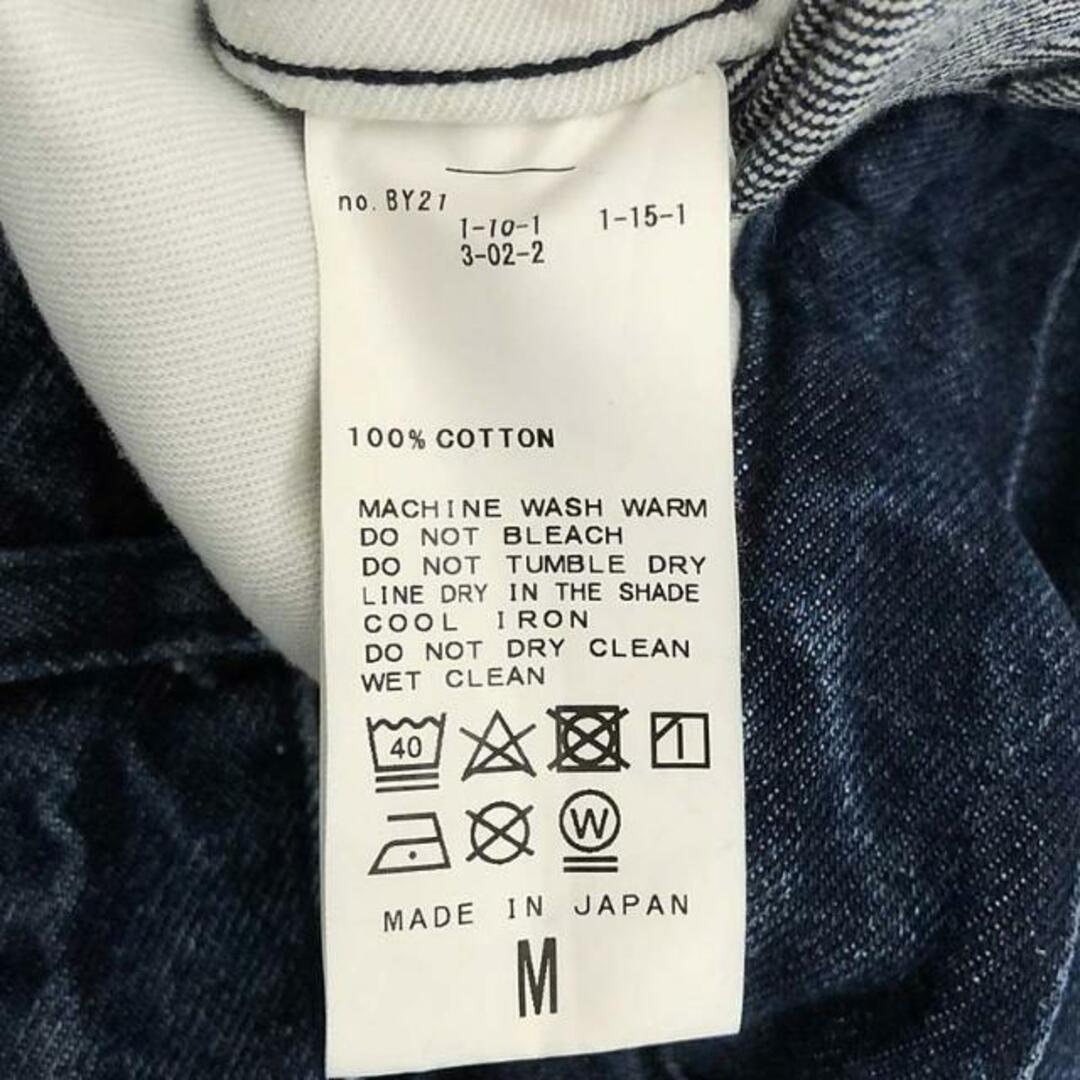 no. BY21
1-10-1 1-15-1
3-02-2
100% COTTON
MACHINE WASH WARM
DO NOT BLEACH
DO NOT TUMBLE DRY
LINE DRY IN THE SHADE
COOL IRON
DO NOT DRY CLEAN
WET CLEAN
40
W
MADE IN JAPAN
M